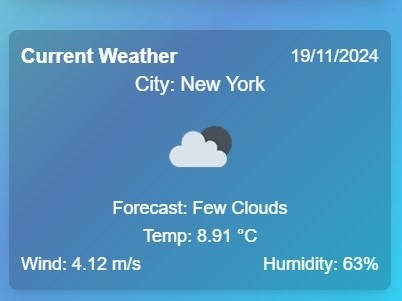 Current Weather 19/11/2024
City: New York
Forecast: Few Clouds
Temp: 8.91 °C
Wind: 4.12 m/s Humidity: 63%